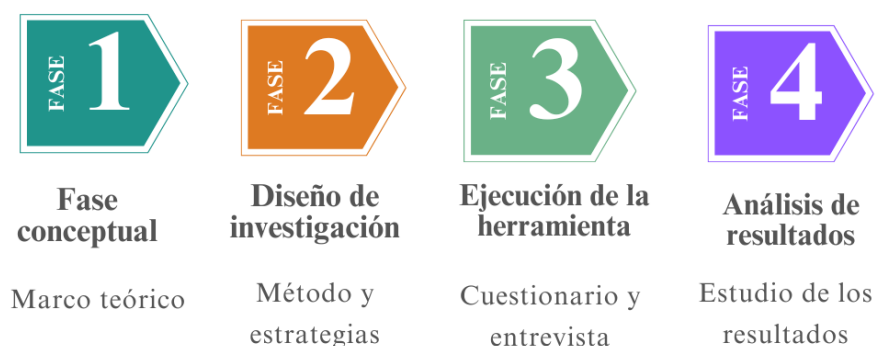 FASE 1
Fase
conceptual
Marco teórico
FASE 2
Diseño de
investigación
Método y
estrategias
FASE 3
Ejecución de la
herramienta
Cuestionario y
entrevista
FASE 4
Análisis de
resultados
Estudio de los
resultados